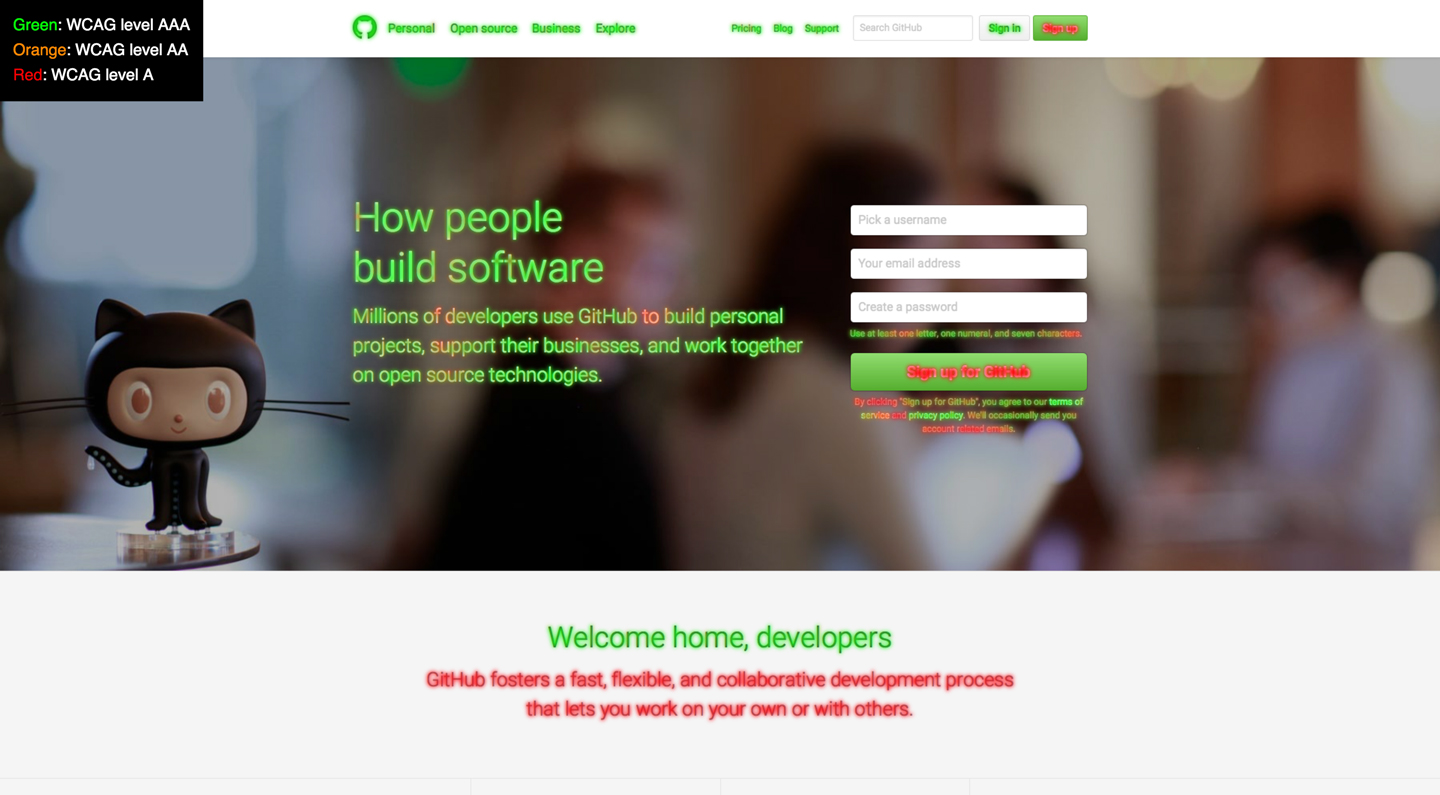 Green: WCAG level AAA
Orange: WCAG level AA
Red: WCAG level A
Personal Open source Business Explore Pricing Blog Support Search GitHub Sign in Sign up
How people
build software
Millions of developers use GitHub to build personal
projects, support their businesses, and work together
on open source technologies.
Pick a username
Your email address
Create a password
Use at least one letter, one numeral, and seven characters.
Sign up for GitHub
By clicking "Sign up for GitHub", you agree to our terms of
service and privacy policy. We'll occasionally send you
account related emails.
Welcome home, developers
GitHub fosters a fast, flexible, and collaborative development process
that lets you work on your own or with others.